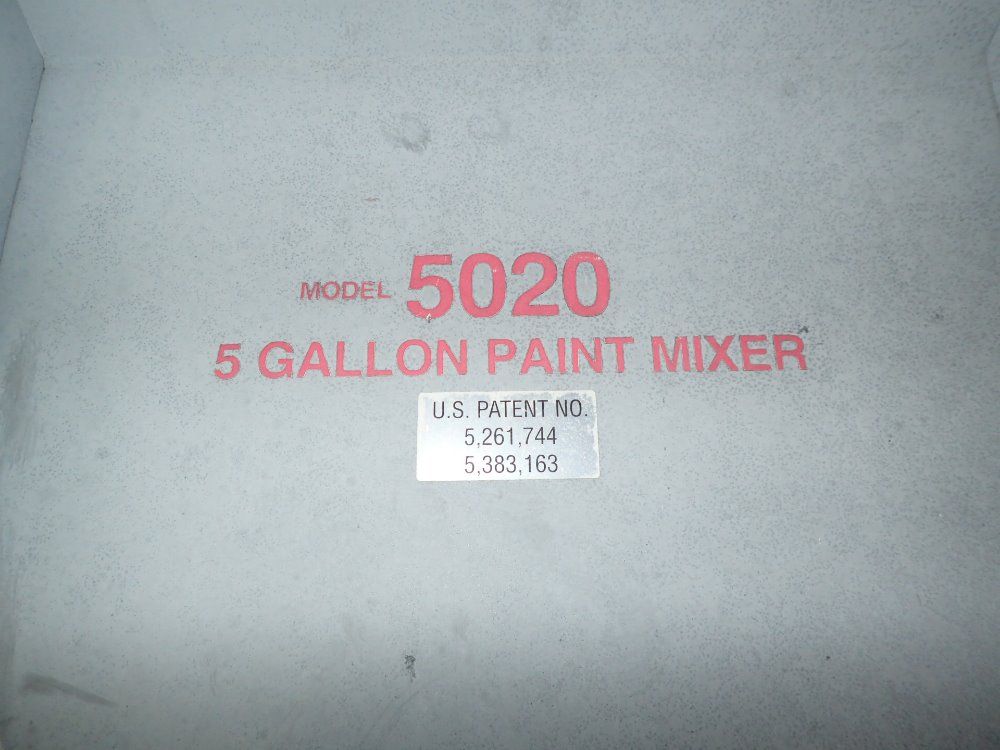 MODEL 5020
5 GALLON PAINT MIXER
U.S. PATENT NO.
5,261,744
5,383,163